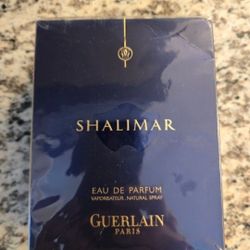 SHALIMAR
EAU DE PARFUM
VAPORISATEUR . NATURAL SPRAY
GUERLAIN
PARIS